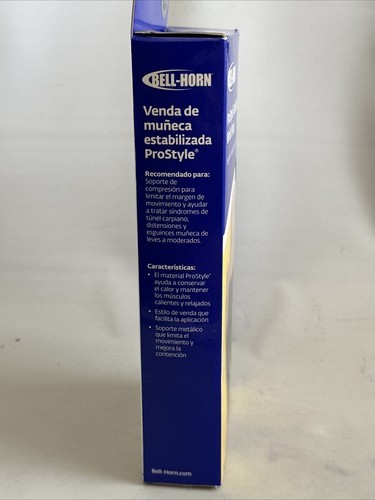 BELL-HORN®
Venda de
muñeca
estabilizada
ProStyle®
Recomendado para:
Soporte de
compresión para
limitar el margen de
movimiento y ayudar
a tratar síndromes de
túnel carpiano,
distensiones y
esguinces muñeca de
leves a moderados.
Características:
• El material ProStyle®
ayuda a conservar
el calor y mantener
los músculos
calientes y relajados
• Estilo de venda que
facilita la aplicación
• Soporte metálico
que limita el
movimiento y
mejora la
contención
Bell-Horn.com